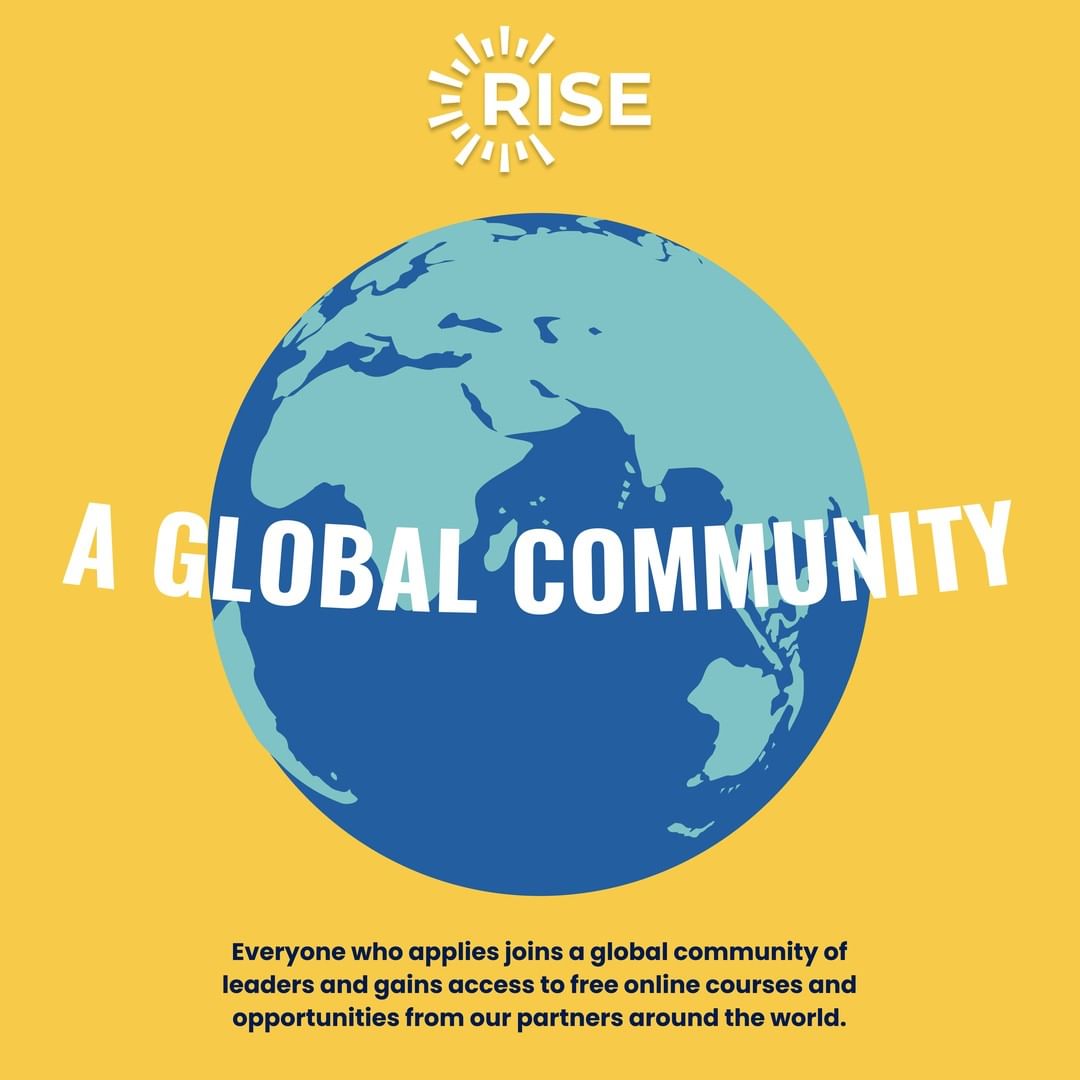 RISE
A GLOBAL COMMUNITY
Everyone who applies joins a global community of
leaders and gains access to free online courses and
opportunities from our partners around the world.